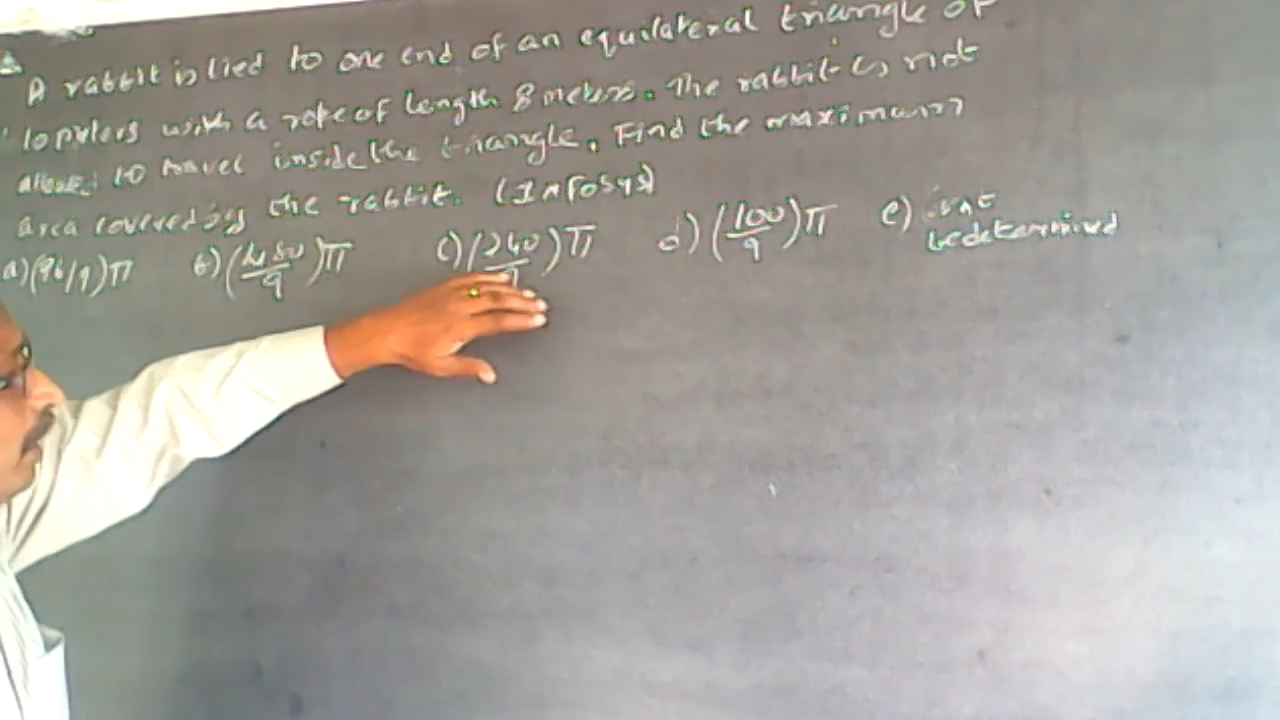 A rabbit is tied to one end of an equilateral triangle of
10 meters with a rope of length 8 meters. The rabbit is not
allowed to travel inside the triangle. Find the maximum
area covered by the rabbit. (Infosys)
a) (96/9)π b) (480/9)π c) (240/9)π d) (100/9)π e) 
be determined